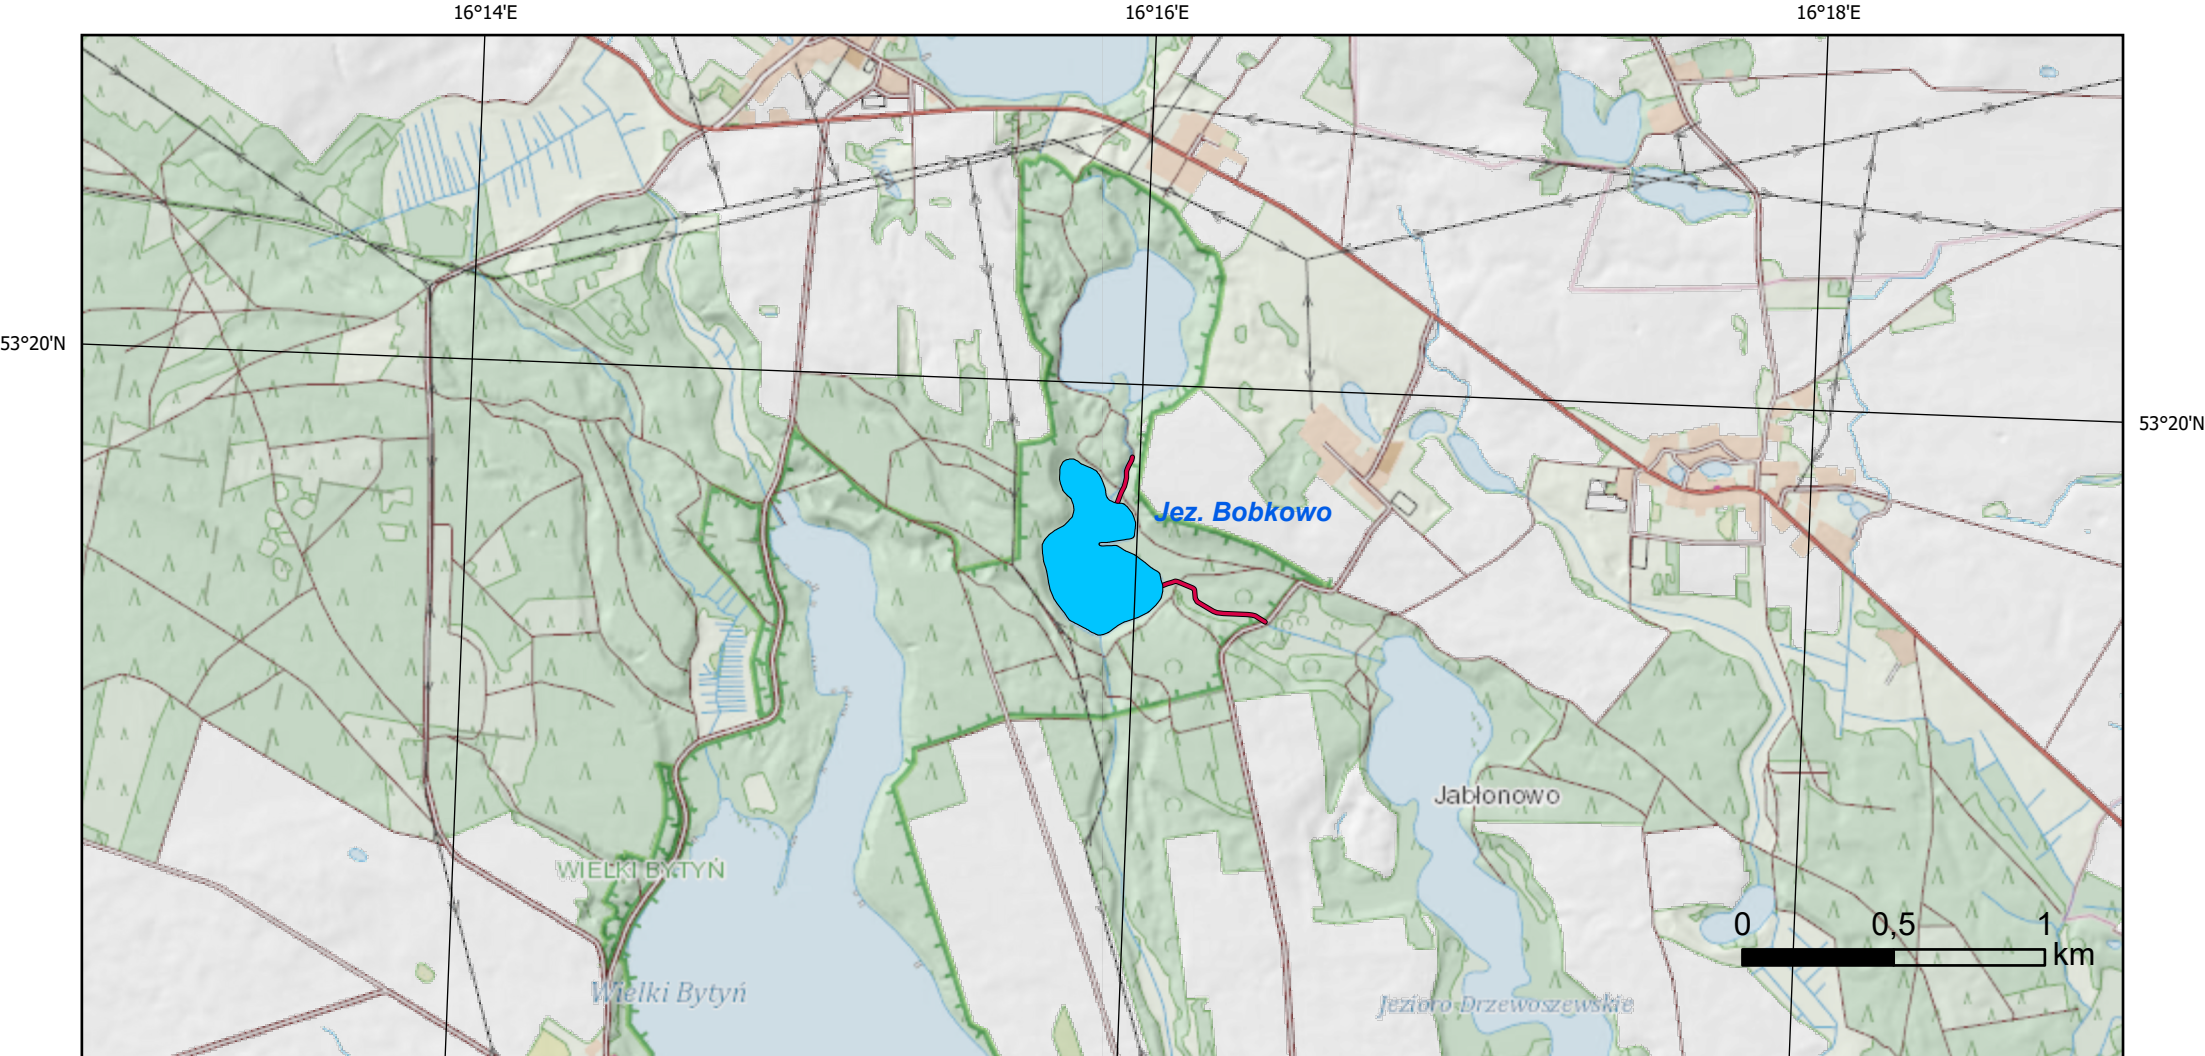 16°14'E
16°16'E
16°18'E
53°20'N
53°20'N
Jez. Bobkowo
Jabłonowo
WIELKI BYTYŃ
0 0,5 1
km
Wielki Bytyń
Jezioro Drzewoszewskie